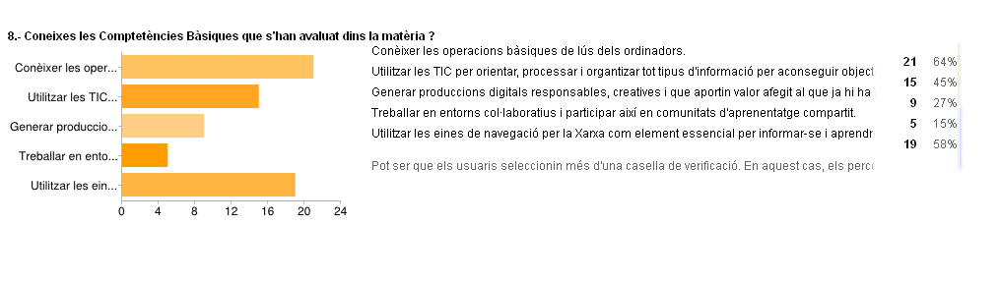 8.- Coneixes les Comptetències Bàsiques que s'han avaluat dins la matèria ?
Conèixer les oper...
Utilitzar les TIC...
Generar produccio...
Treballar en ento...
Utilitzar les ein...
0 4 8 12 16 20 24
Conèixer les operacions bàsiques de lús dels ordinadors.
21 64%
Utilitzar les TIC per orientar, processar i organitzar tot tipus d'informació per aconseguir object
15 45%
Generar produccions digitals responsables, creatives i que aportin valor afegit al que ja hi ha
9 27%
Treballar en entorns col·laboratius i participar així en comunitats d'aprenentatge compartit.
5 15%
Utilitzar les eines de navegació per la Xarxa com element essencial per informar-se i aprendr
19 58%
Pot ser que els usuaris seleccionin més d'una casella de verificació. En aquest cas, els perc